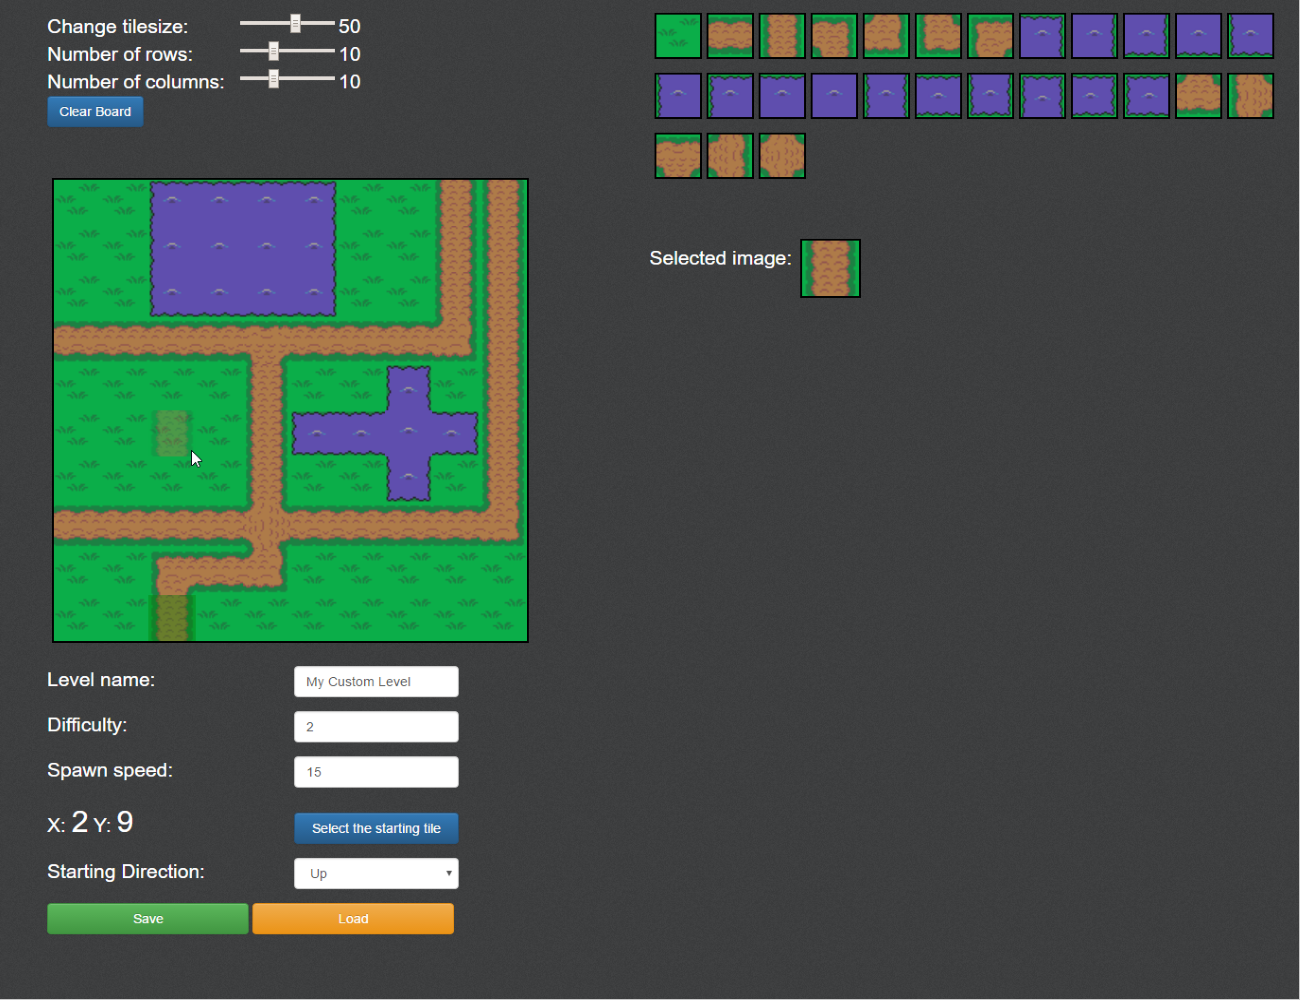 Change tilesize: 50
Number of rows: 10
Number of columns: 10
Clear Board
Selected image:
Level name: My Custom Level
Difficulty: 2
Spawn speed: 15
X: 2 Y: 9 Select the starting tile
Starting Direction: Up
Save Load